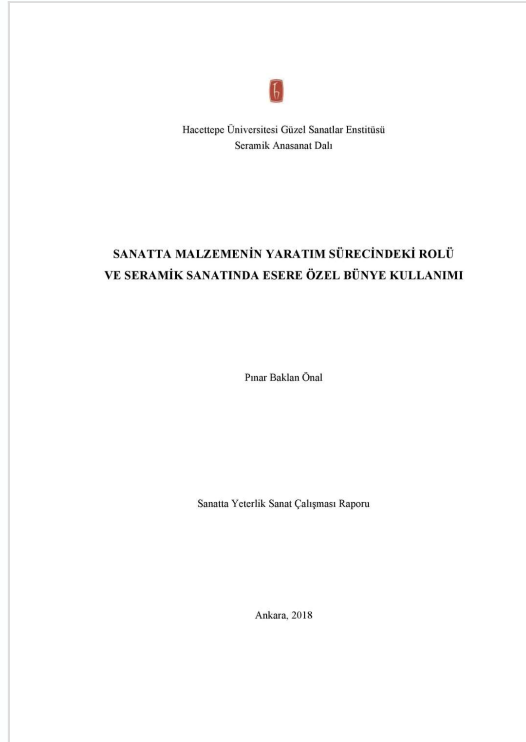 Hacettepe Üniversitesi Güzel Sanatlar Enstitüsü
Seramik Anasanat Dalı
SANATTA MALZEMENİN YARATIM SÜRECİNDEKİ ROLÜ
VE SERAMİK SANATINDA ESERE ÖZEL BÜNYE KULLANIMI
Pınar Baklan Önal
Sanatta Yeterlik Sanat Çalışması Raporu
Ankara, 2018